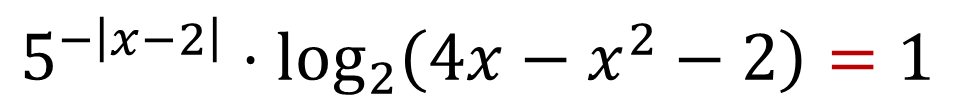 5^{-|x-2|} · log₂(4x − x² − 2) = 1